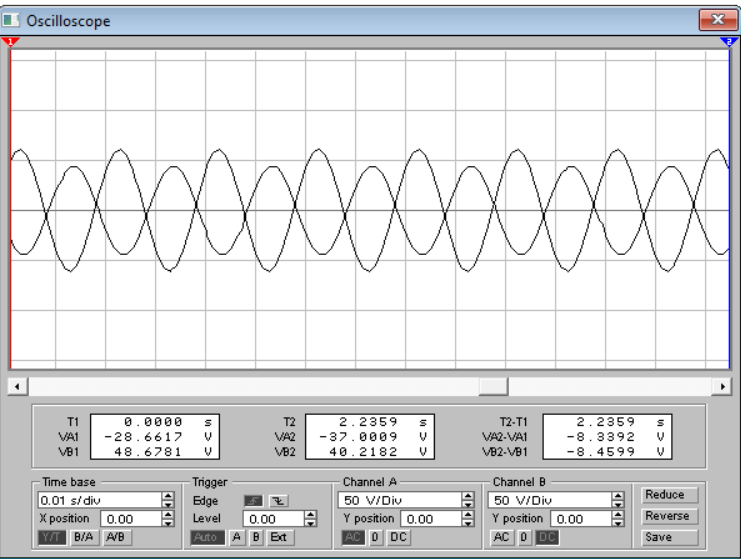 Oscilloscope
1 2
T1 0.0000 s T2 2.2359 s T2-T1 2.2359 s
VA1 -28.6617 V VA2 -37.0009 V VA2-VA1 -8.3392 V
VB1 48.6781 V VB2 40.2182 V VB2-VB1 -8.4599 V
Time base Trigger Channel A Channel B
0.01 s/div Edge 50 V/Div 50 V/Div Reduce
X position 0.00 Level 0.00 Y position 0.00 Y position 0.00 Reverse
Y/T B/A A/B Auto A B Ext AC 0 DC AC 0 DC Save